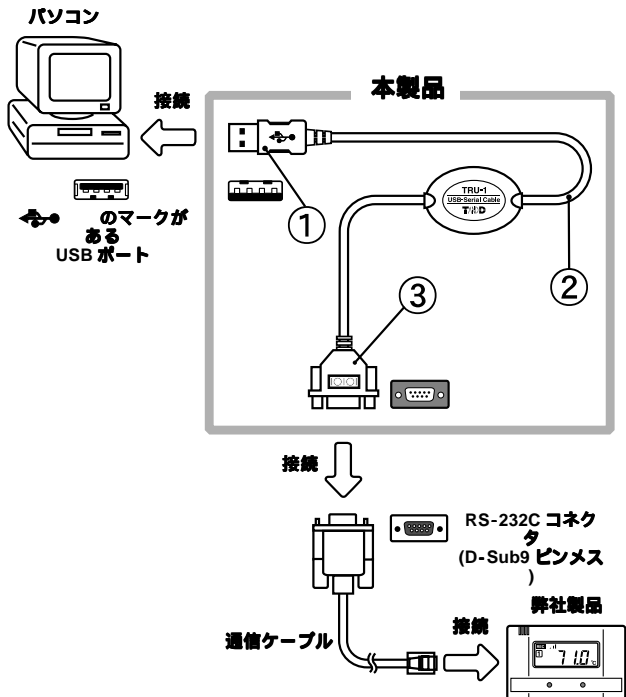 パソコン
本製品
接続
TRU-1
USB-Serial Cable
T&D
①
②
のマークが
ある
USB ポート
③
IOIOI
接続
RS-232C コネク
タ
(D-Sub9 ピンメス
)
弊社製品
通信ケーブル
接続
1
71.0